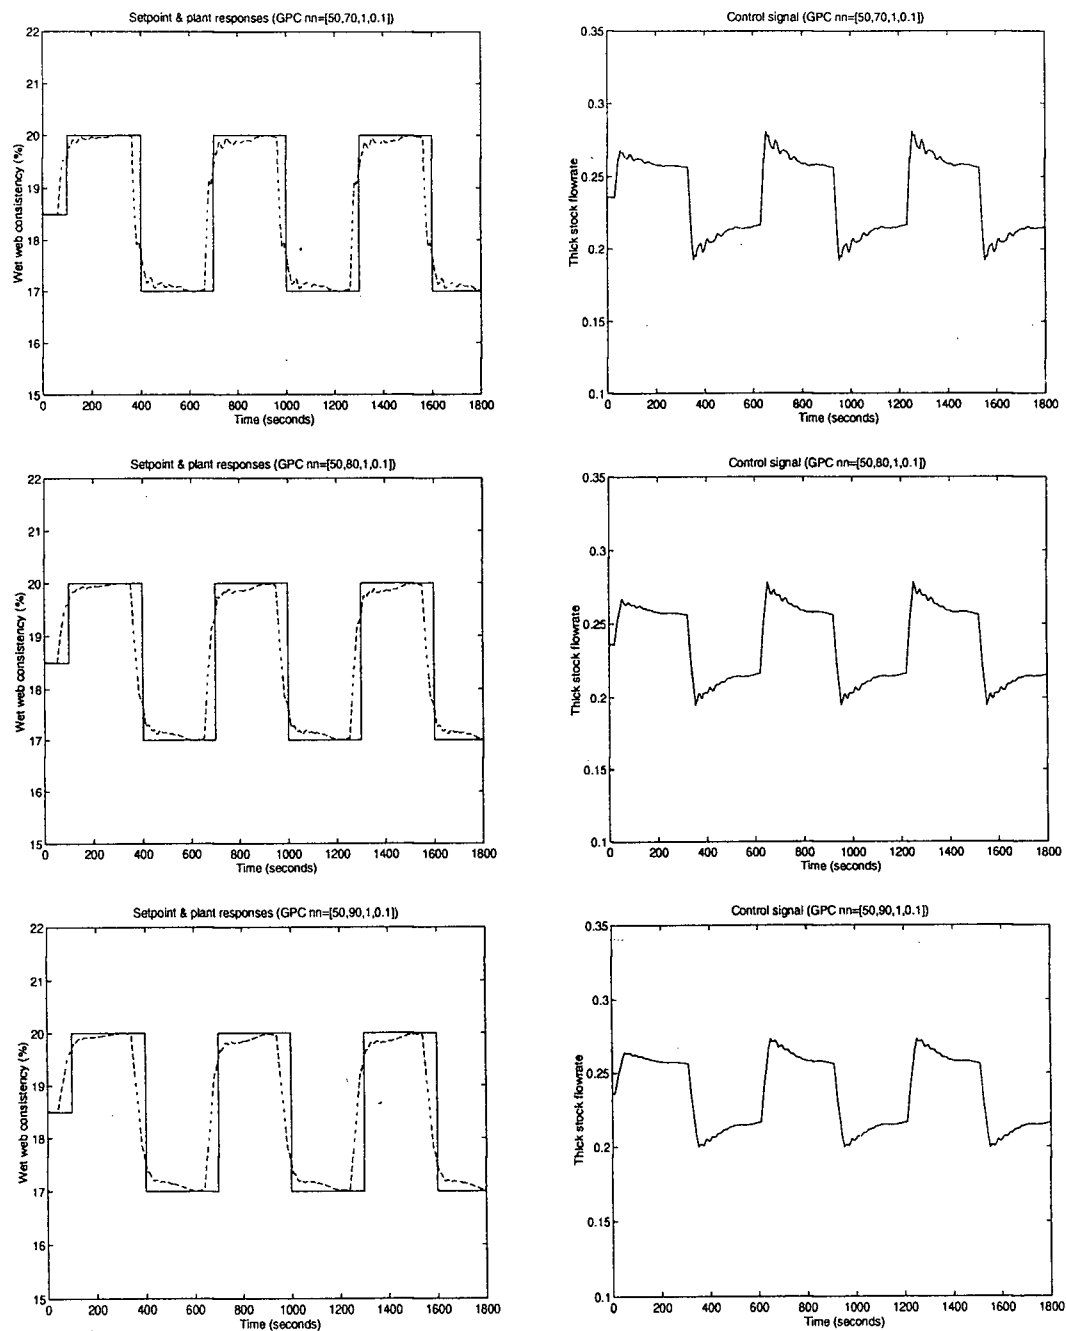 Setpoint & plant responses (GPC nn=[50,70,1,0.1])
22
21
20
19
18
17
16
15
Wet web consistency (%)
0 200 400 600 800 1000 1200 1400 1600 1800
Time (seconds)
Control signal (GPC nn=[50,70,1,0.1])
0.35
0.3
0.25
0.2
0.15
0.1
Thick stock flowrate
0 200 400 600 800 1000 1200 1400 1600 1800
Time (seconds)
Setpoint & plant responses (GPC nn=[50,80,1,0.1])
22
21
20
19
18
17
16
15
Wet web consistency (%)
0 200 400 600 800 1000 1200 1400 1600 1800
Time (seconds)
Control signal (GPC nn=[50,80,1,0.1])
0.35
0.3
0.25
0.2
0.15
0.1
Thick stock flowrate
0 200 400 600 800 1000 1200 1400 1600 1800
Time (seconds)
Setpoint & plant responses (GPC nn=[50,90,1,0.1])
22
21
20
19
18
17
16
15
Wet web consistency (%)
0 200 400 600 800 1000 1200 1400 1600 1800
Time (seconds)
Control signal (GPC nn=[50,90,1,0.1])
0.35
0.3
0.25
0.2
0.15
0.1
Thick stock flowrate
0 200 400 600 800 1000 1200 1400 1600 1800
Time (seconds)